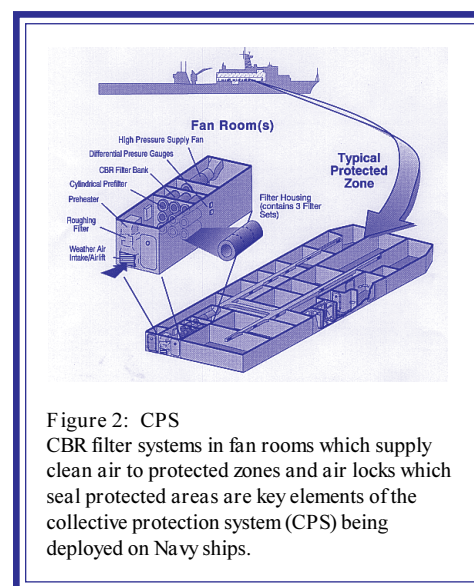 Fan Room(s)
High Pressure Supply Fan
Differential Presure Gauges
CBR Filter Bank
Cylindrical Prefilter
Preheater
Roughing
Filter
Weather Air
Intake/Airlift
Filter Housing
(contains 3 Filter
Sets)
Typical
Protected
Zone
Figure 2: CPS
CBR filter systems in fan rooms which supply
clean air to protected zones and air locks which
seal protected areas are key elements of the
collective protection system (CPS) being
deployed on Navy ships.